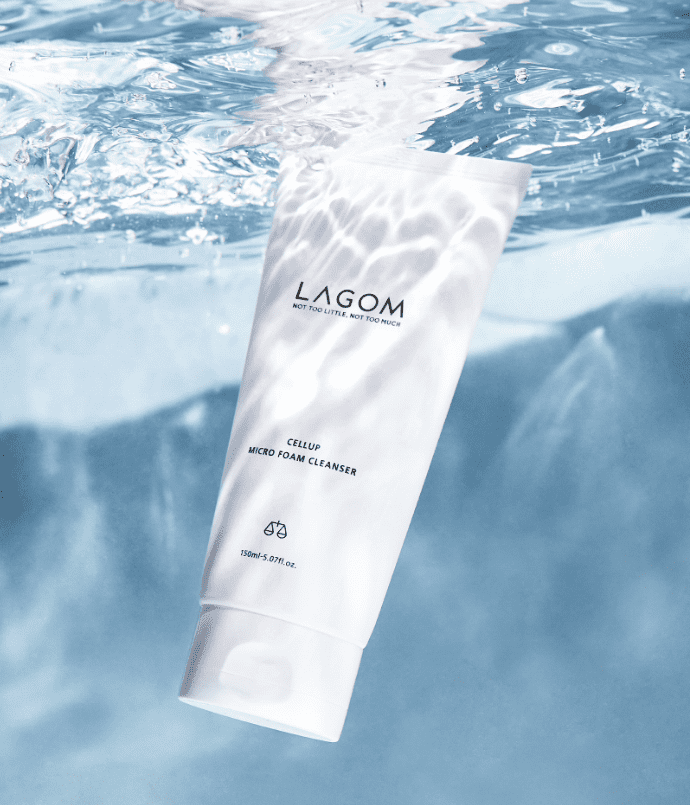 LAGOM
NOT TOO LITTLE, NOT TOO MUCH
CELLUP
MICRO FOAM CLEANSER
150ml-5.07fl.oz.